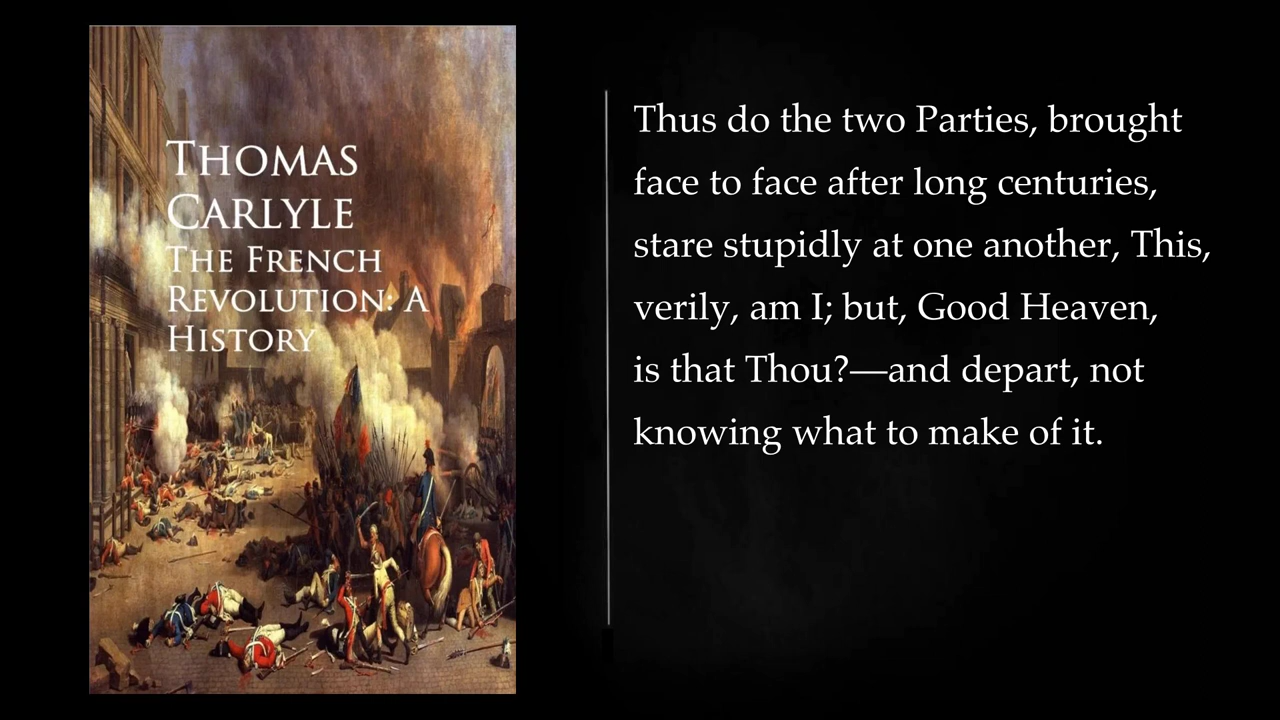 THOMAS
CARLYLE
THE FRENCH
REVOLUTION: A
HISTORY
Thus do the two Parties, brought
face to face after long centuries,
stare stupidly at one another, This,
verily, am I; but, Good Heaven,
is that Thou?—and depart, not
knowing what to make of it.